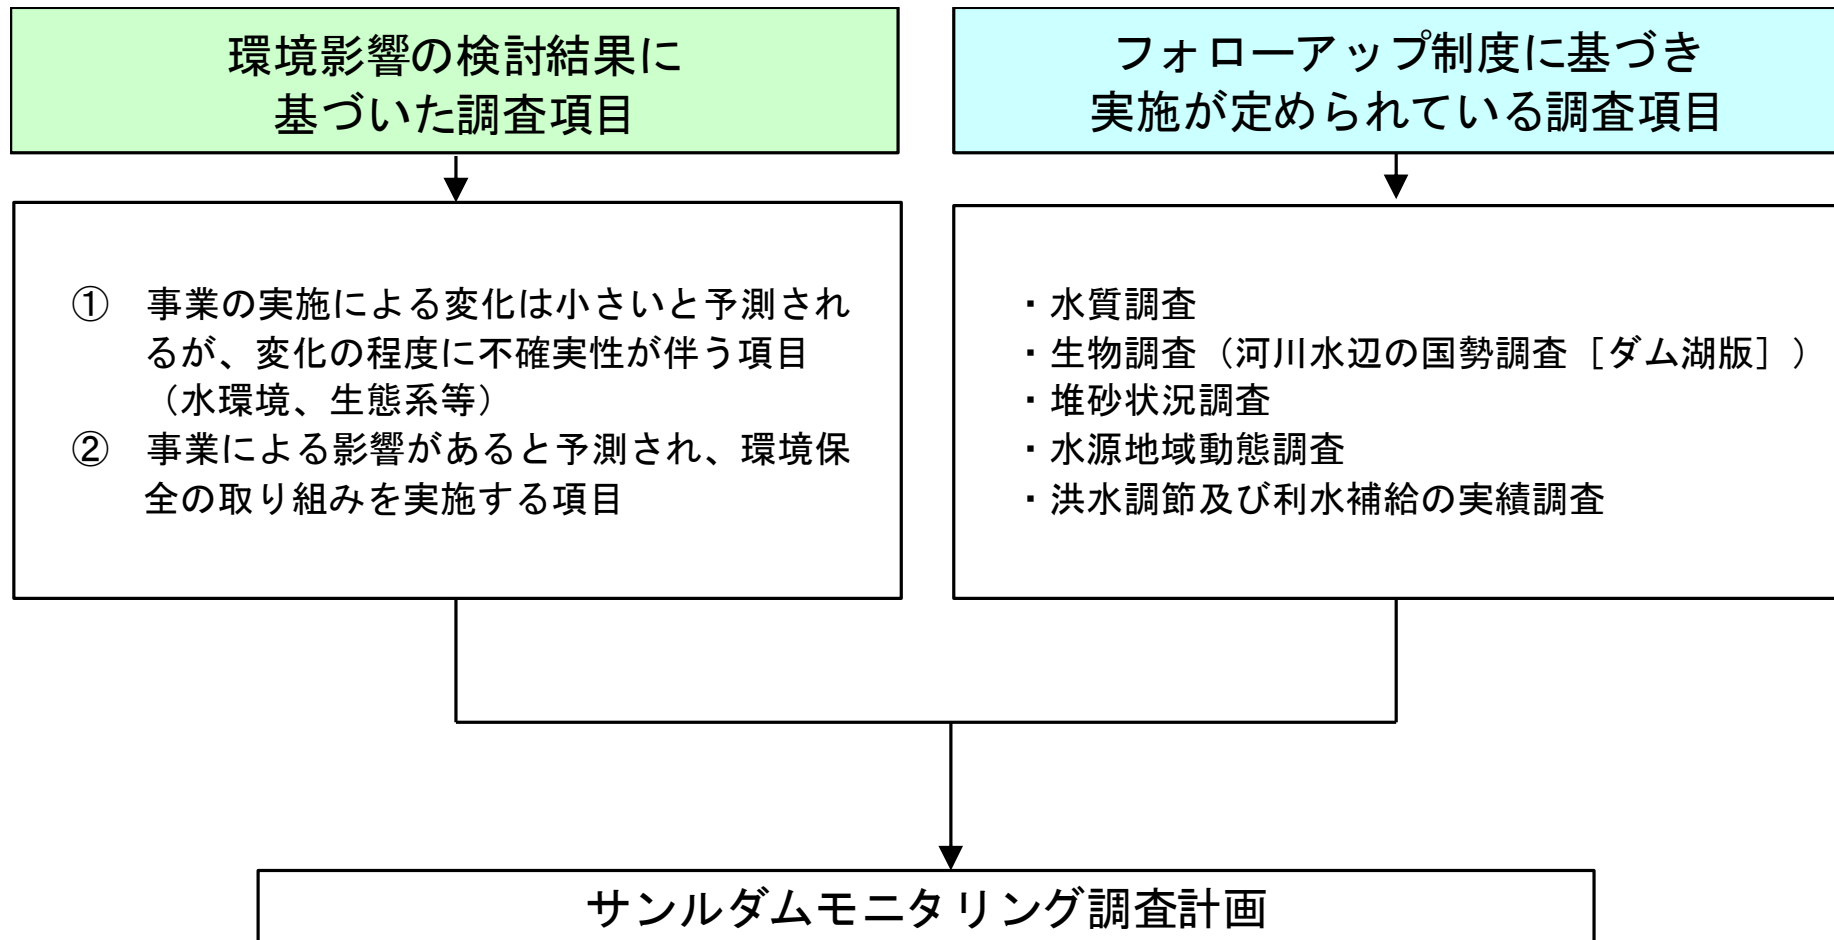 環境影響の検討結果に
基づいた調査項目
① 事業の実施による変化は小さいと予測され
るが、変化の程度に不確実性が伴う項目
（水環境、生態系等）
② 事業による影響があると予測され、環境保
全の取り組みを実施する項目
フォローアップ制度に基づき
実施が定められている調査項目
・水質調査
・生物調査（河川水辺の国勢調査［ダム湖版］）
・堆砂状況調査
・水源地域動態調査
・洪水調節及び利水補給の実績調査
サンルダムモニタリング調査計画